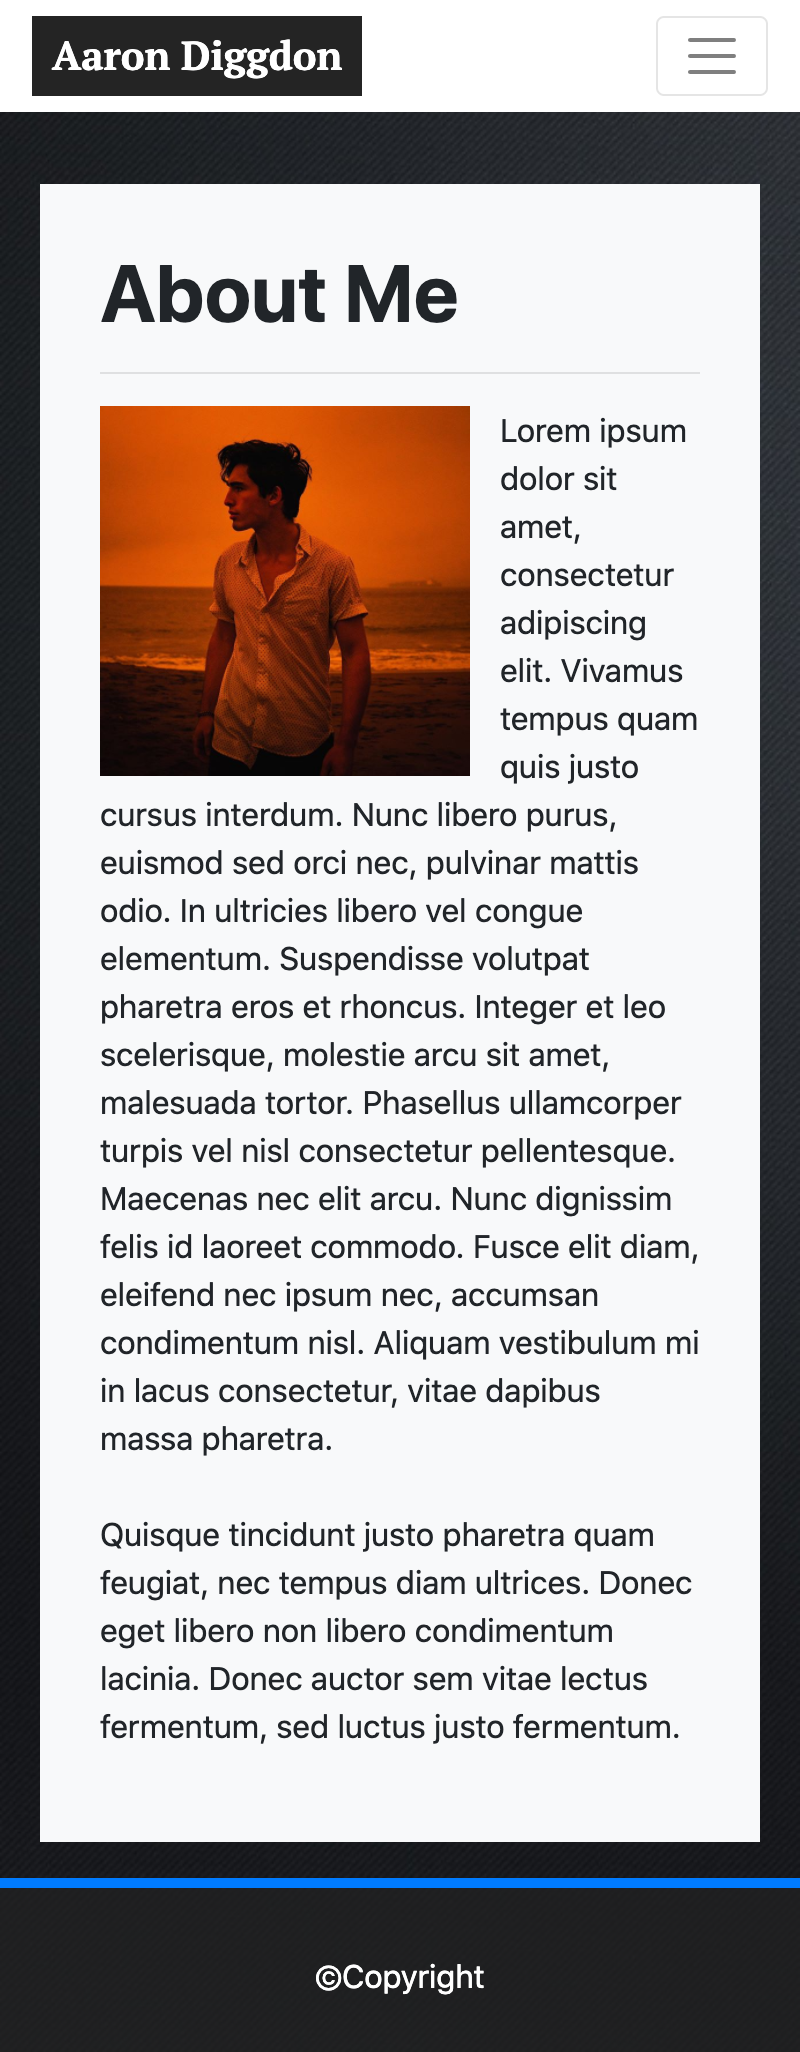 Aaron Diggdon
About Me
Lorem ipsum
dolor sit
amet,
consectetur
adipiscing
elit. Vivamus
tempus quam
quis justo
cursus interdum. Nunc libero purus,
euismod sed orci nec, pulvinar mattis
odio. In ultricies libero vel congue
elementum. Suspendisse volutpat
pharetra eros et rhoncus. Integer et leo
scelerisque, molestie arcu sit amet,
malesuada tortor. Phasellus ullamcorper
turpis vel nisl consectetur pellentesque.
Maecenas nec elit arcu. Nunc dignissim
felis id laoreet commodo. Fusce elit diam,
eleifend nec ipsum nec, accumsan
condimentum nisl. Aliquam vestibulum mi
in lacus consectetur, vitae dapibus
massa pharetra.
Quisque tincidunt justo pharetra quam
feugiat, nec tempus diam ultrices. Donec
eget libero non libero condimentum
lacinia. Donec auctor sem vitae lectus
fermentum, sed luctus justo fermentum.
©Copyright